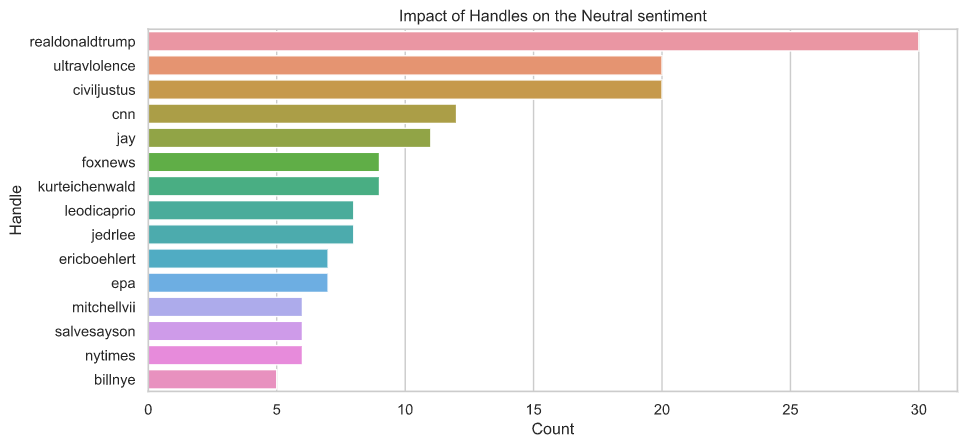 Impact of Handles on the Neutral sentiment
Handle
realdonaldtrump
ultravlolence
civiljustus
cnn
jay
foxnews
kurteichenwald
leodicaprio
jedrlee
ericboehlert
epa
mitchellvii
salvesayson
nytimes
billnye
0 5 10 15 20 25 30
Count